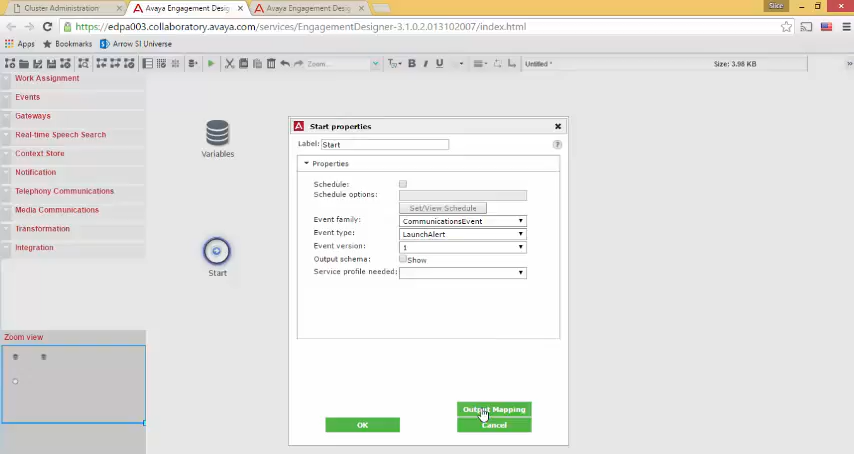 Slice
Cluster Administration
Avaya Engagement Desig
Avaya Engagement Desig
https://edpa003.collaboratory.avaya.com/services/EngagementDesigner-3.1.0.2.013102007/index.html
Apps
Bookmarks
Arrow SI Universe
Zoom...
B I U
Untitled *
Size: 3.98 KB
Work Assignment
Events
Gateways
Real-time Speech Search
Context Store
Notification
Telephony Communications
Media Communications
Transformation
Integration
Zoom view
Variables
Start
Start properties
Label: Start
Properties
Schedule:
Schedule options:
Set/View Schedule
Event family: CommunicationsEvent
Event type: LaunchAlert
Event version: 1
Output schema: Show
Service profile needed:
Output Mapping
OK
Cancel